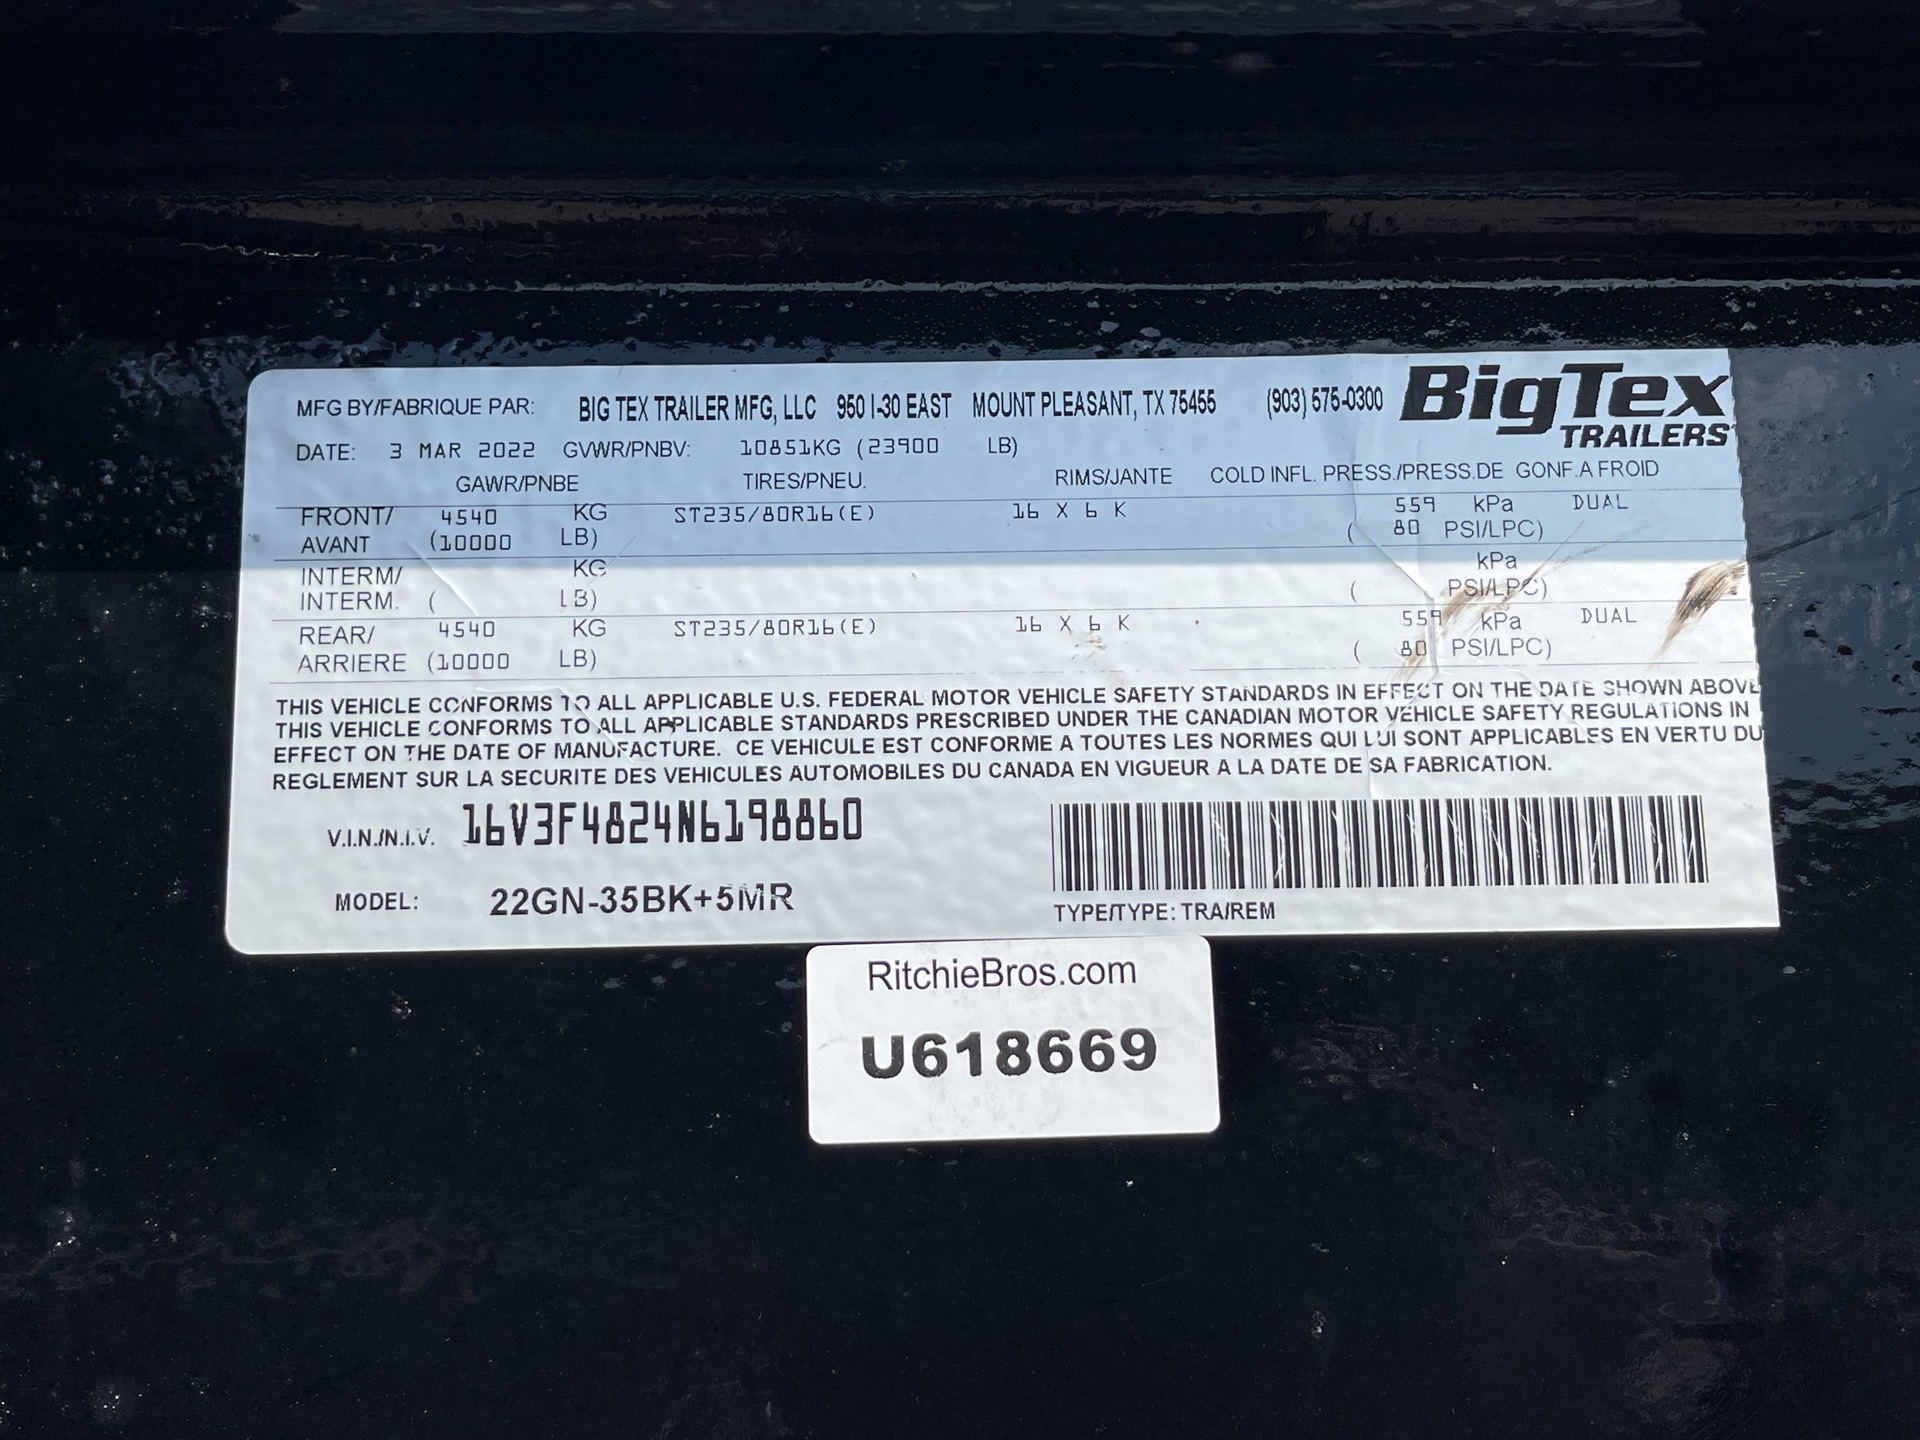 MFG BY/FABRIQUE PAR: BIG TEX TRAILER MFG, LLC 950 I-30 EAST MOUNT PLEASANT, TX 75455 (903) 575-0300 BigTex
TRAILERS
DATE: 3 MAR 2022 GVWR/PNBV: 10851KG (23900 LB)
GAWR/PNBE TIRES/PNEU. RIMS/JANTE COLD INFL. PRESS./PRESS.DE GONF.A FROID
FRONT/ 4540 KG ST235/80R16(E) 16 X 6 K 559 kPa DUAL
AVANT (10000 LB) ( 80 PSI/LPC)
INTERM/ KG kPa
INTERM. ( LB) ( PSI/LPC)
REAR/ 4540 KG ST235/80R16(E) 16 X 6 K 559 kPa DUAL
ARRIERE (10000 LB) ( 80 PSI/LPC)
THIS VEHICLE CONFORMS TO ALL APPLICABLE U.S. FEDERAL MOTOR VEHICLE SAFETY STANDARDS IN EFFECT ON THE DATE SHOWN ABOVE
THIS VEHICLE CONFORMS TO ALL APPLICABLE STANDARDS PRESCRIBED UNDER THE CANADIAN MOTOR VEHICLE SAFETY REGULATIONS IN
EFFECT ON THE DATE OF MANUFACTURE. CE VEHICULE EST CONFORME A TOUTES LES NORMES QUI LUI SONT APPLICABLES EN VERTU DU
REGLEMENT SUR LA SECURITE DES VEHICULES AUTOMOBILES DU CANADA EN VIGUEUR A LA DATE DE SA FABRICATION.
V.I.N./N.I.V. 16V3F4824N6198860
MODEL: 22GN-35BK+5MR
TYPE/TYPE: TRA/REM
RitchieBros.com
U618669